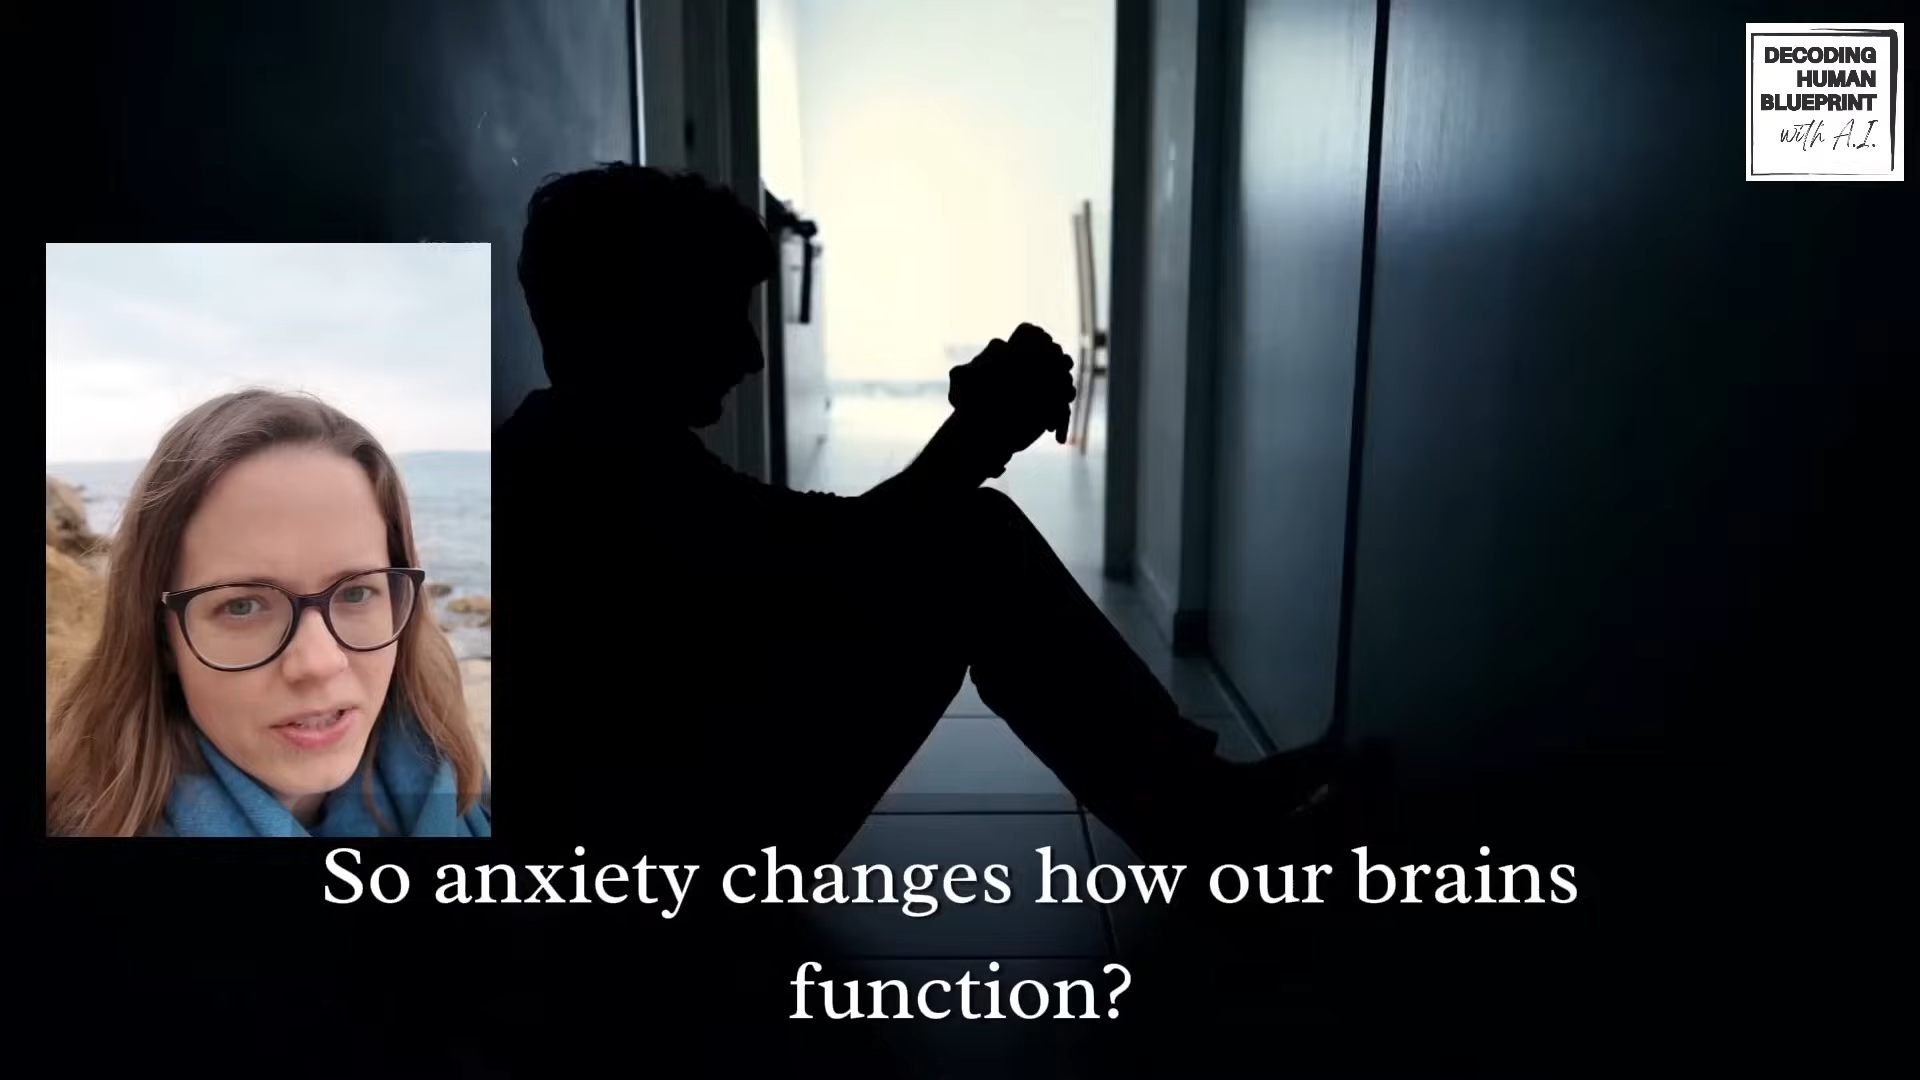 DECODING
HUMAN
BLUEPRINT
with A.I.
So anxiety changes how our brains
function?